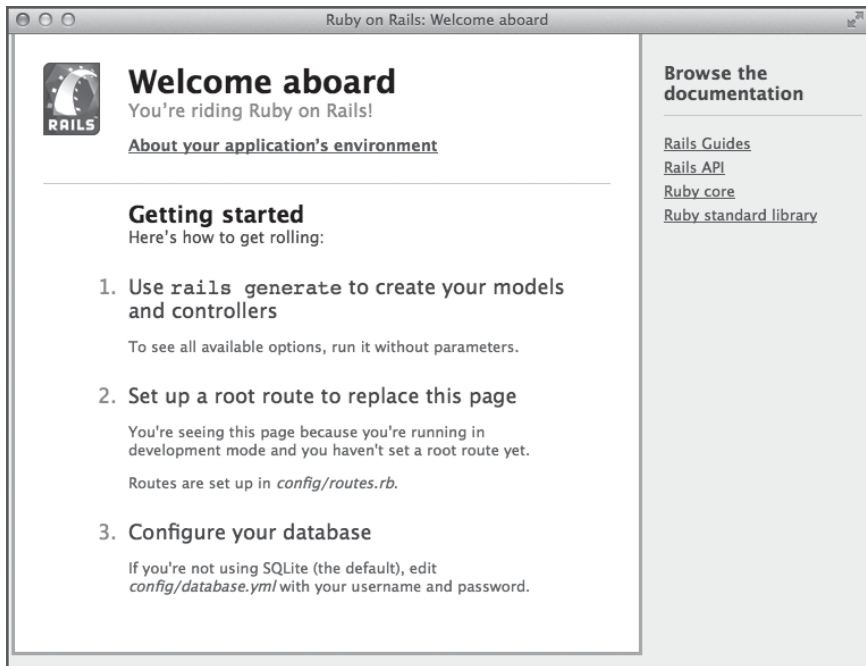 Ruby on Rails: Welcome aboard
RAILS
Welcome aboard
You're riding Ruby on Rails!
About your application's environment
Getting started
Here's how to get rolling:
1. Use rails generate to create your models
and controllers
To see all available options, run it without parameters.
2. Set up a root route to replace this page
You're seeing this page because you're running in
development mode and you haven't set a root route yet.
Routes are set up in config/routes.rb.
3. Configure your database
If you're not using SQLite (the default), edit
config/database.yml with your username and password.
Browse the
documentation
Rails Guides
Rails API
Ruby core
Ruby standard library